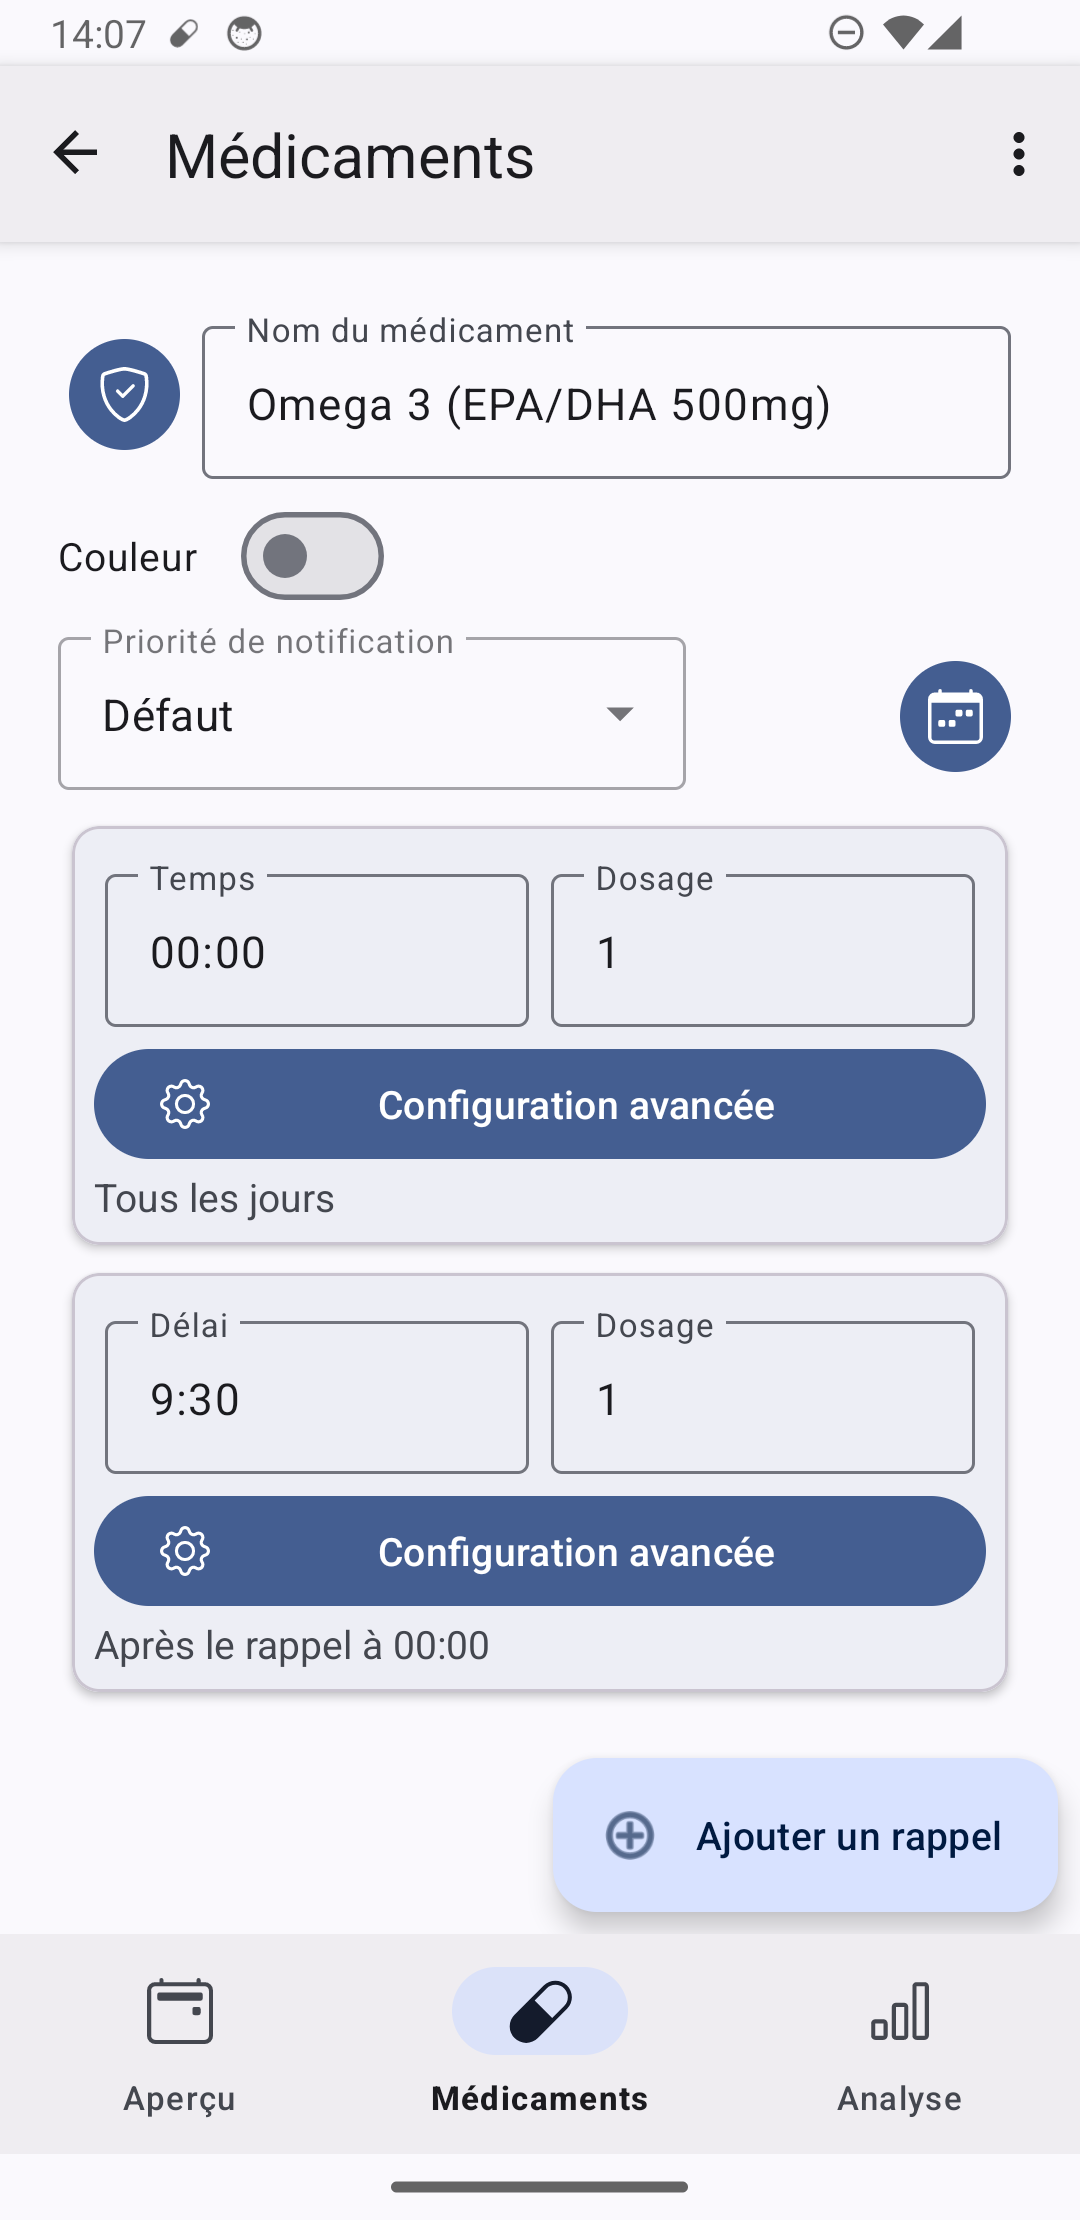 14:07
Médicaments
Nom du médicament
Omega 3 (EPA/DHA 500mg)
Couleur
Priorité de notification
Défaut
Temps
Dosage
00:00
1
Configuration avancée
Tous les jours
Délai
Dosage
9:30
1
Configuration avancée
Après le rappel à 00:00
Ajouter un rappel
Aperçu
Médicaments
Analyse